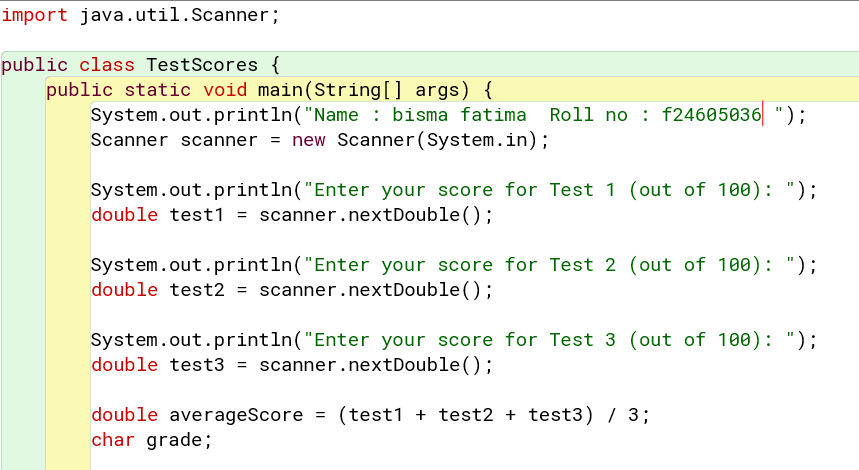 import java.util.Scanner;
public class TestScores {
public static void main(String[] args) {
System.out.println("Name : bisma fatima  Roll no : f24605036 ");
Scanner scanner = new Scanner(System.in);
System.out.println("Enter your score for Test 1 (out of 100): ");
double test1 = scanner.nextDouble();
System.out.println("Enter your score for Test 2 (out of 100): ");
double test2 = scanner.nextDouble();
System.out.println("Enter your score for Test 3 (out of 100): ");
double test3 = scanner.nextDouble();
double averageScore = (test1 + test2 + test3) / 3;
char grade;